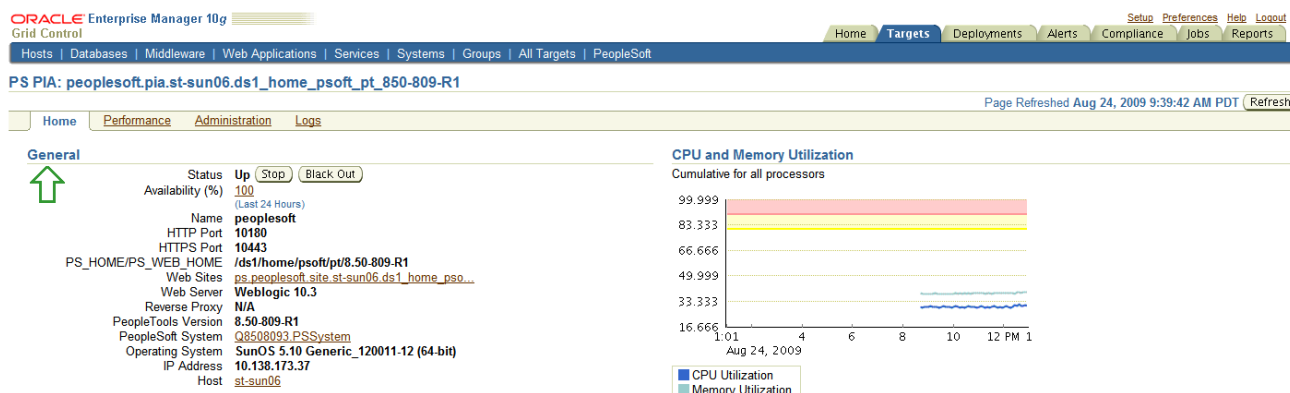 ORACLE Enterprise Manager 10g
Grid Control
Setup Preferences Help Logout
Home Targets Deployments Alerts Compliance Jobs Reports
Hosts | Databases | Middleware | Web Applications | Services | Systems | Groups | All Targets | PeopleSoft
PS PIA: peoplesoft.pia.st-sun06.ds1_home_psoft_pt_850-809-R1
Page Refreshed Aug 24, 2009 9:39:42 AM PDT Refresh
Home Performance Administration Logs
General
Status Up Stop Black Out
Availability (%) 100
(Last 24 Hours)
Name peoplesoft
HTTP Port 10180
HTTPS Port 10443
PS_HOME/PS_WEB_HOME /ds1/home/psoft/pt/8.50-809-R1
Web Sites ps.peoplesoft.site.st-sun06.ds1_home_pso...
Web Server Weblogic 10.3
Reverse Proxy N/A
PeopleTools Version 8.50-809-R1
PeopleSoft System Q8508093.PSSystem
Operating System SunOS 5.10 Generic_120011-12 (64-bit)
IP Address 10.138.173.37
Host st-sun06
CPU and Memory Utilization
Cumulative for all processors
99.999
83.333
66.666
49.999
33.333
16.666
1:01 4 6 8 10 12 PM 1
Aug 24, 2009
CPU Utilization
Memory Utilization